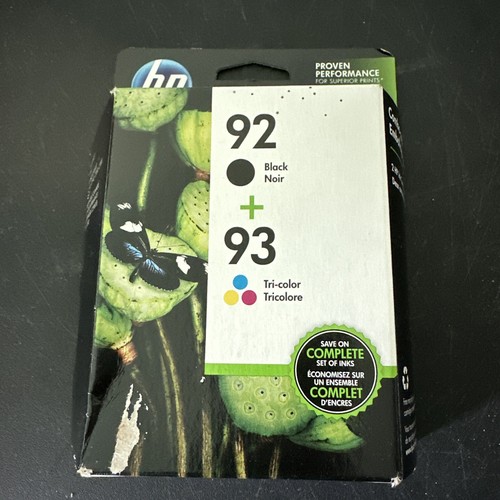 hp
PROVEN
PERFORMANCE
FOR SUPERIOR PRINTS*
92
Black
Noir
+
93
Tri-color
Tricolore
SAVE ON
COMPLETE
SET OF INKS
ÉCONOMISEZ SUR
UN ENSEMBLE
COMPLET
D'ENCRES